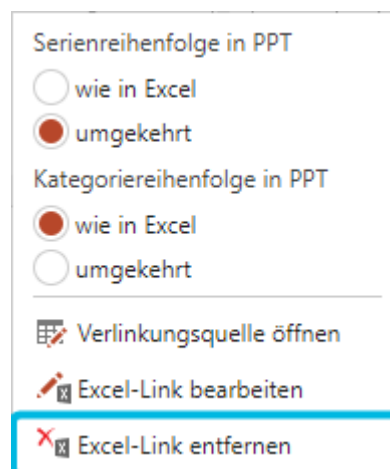 Serienreihenfolge in PPT
wie in Excel
umgekehrt
Kategoriereihenfolge in PPT
wie in Excel
umgekehrt
Verlinkungsquelle öffnen
Excel-Link bearbeiten
Excel-Link entfernen